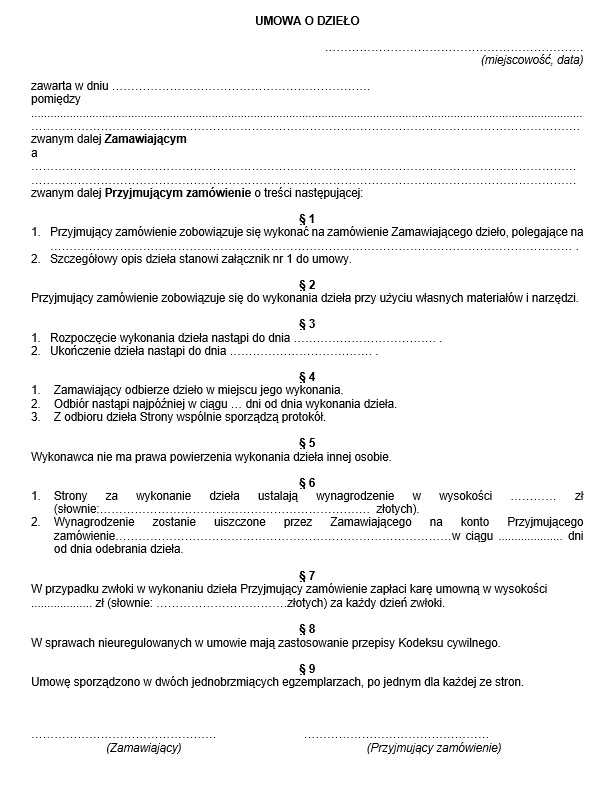 UMOWA O DZIEŁO
……………………………………………………………
(miejscowość, data)
zawarta w dniu ……………………………………………………………
pomiędzy
........................................................................................................................................................
…………………………………………………………………………………………………………………
zwanym dalej Zamawiającym
a
…………………………………………………………………………………………………………………
…………………………………………………………………………………………………………………
zwanym dalej Przyjmującym zamówienie o treści następującej:
§ 1
1. Przyjmujący zamówienie zobowiązuje się wykonać na zamówienie Zamawiającego dzieło, polegające na
…………………………………………………………………………………………………………… .
2. Szczegółowy opis dzieła stanowi załącznik nr 1 do umowy.
§ 2
Przyjmujący zamówienie zobowiązuje się do wykonania dzieła przy użyciu własnych materiałów i narzędzi.
§ 3
1. Rozpoczęcie wykonania dzieła nastąpi do dnia ………………………………. .
2. Ukończenie dzieła nastąpi do dnia ………………………………. .
§ 4
1. Zamawiający odbierze dzieło w miejscu jego wykonania.
2. Odbiór nastąpi najpóźniej w ciągu … dni od dnia wykonania dzieła.
3. Z odbioru dzieła Strony wspólnie sporządzą protokół.
§ 5
Wykonawca nie ma prawa powierzenia wykonania dzieła innej osobie.
§ 6
1. Strony za wykonanie dzieła ustalają wynagrodzenie w wysokości ………… zł
(słownie:……………………………………………………………… złotych).
2. Wynagrodzenie zostanie uiszczone przez Zamawiającego na konto Przyjmującego
zamówienie……………………………………………………………………………w ciągu .................... dni
od dnia odebrania dzieła.
§ 7
W przypadku zwłoki w wykonaniu dzieła Przyjmujący zamówienie zapłaci karę umowną w wysokości
................... zł (słownie: …………………………….złotych) za każdy dzień zwłoki.
§ 8
W sprawach nieuregulowanych w umowie mają zastosowanie przepisy Kodeksu cywilnego.
§ 9
Umowę sporządzono w dwóch jednobrzmiących egzemplarzach, po jednym dla każdej ze stron.
………………………………………… …………………………………………
(Zamawiający) (Przyjmujący zamówienie)